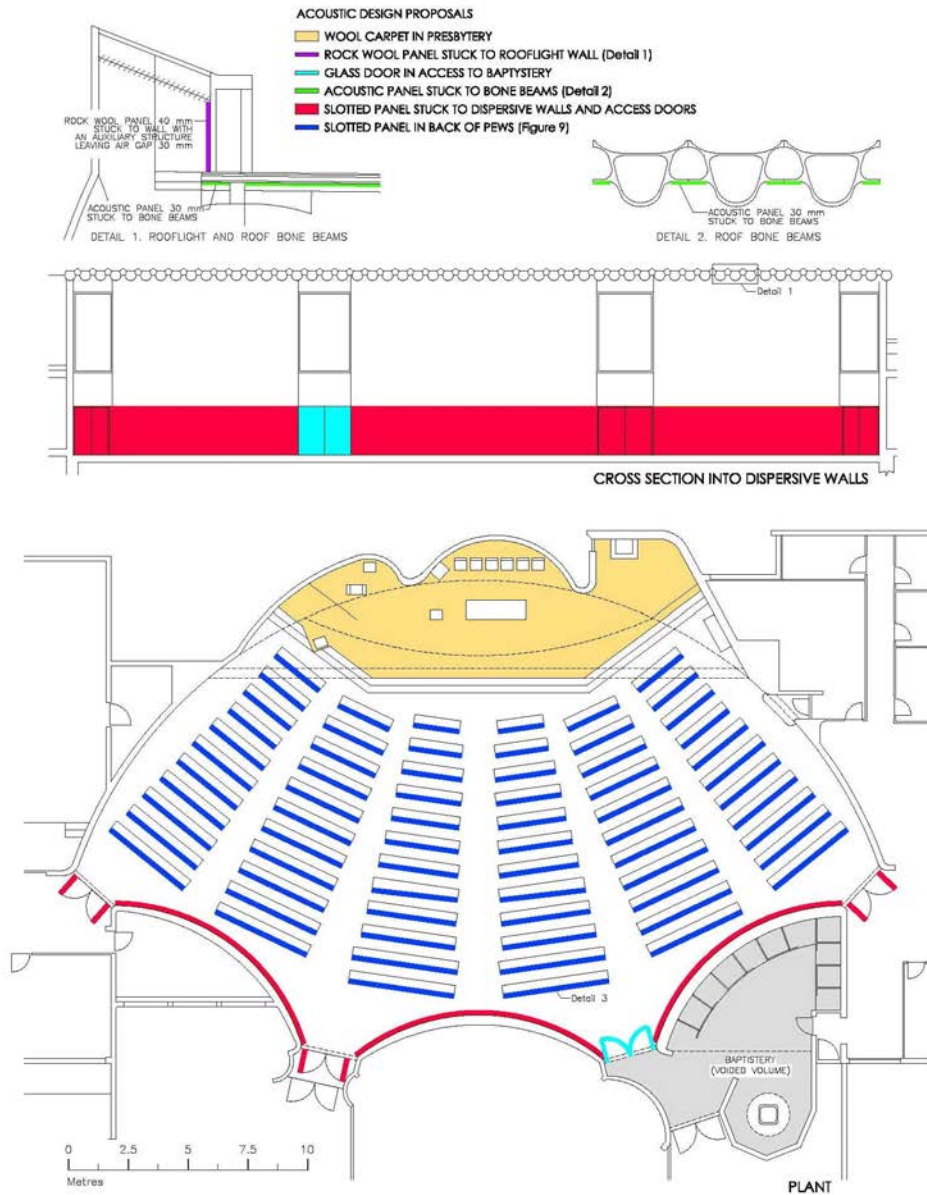 ACOUSTIC DESIGN PROPOSALS
WOOL CARPET IN PRESBYTERY
ROCK WOOL PANEL STUCK TO ROOFLIGHT WALL (Detail 1)
GLASS DOOR IN ACCESS TO BAPTYSTERY
ACOUSTIC PANEL STUCK TO BONE BEAMS (Detail 2)
SLOTTED PANEL STUCK TO DISPERSIVE WALLS AND ACCESS DOORS
SLOTTED PANEL IN BACK OF PEWS (Figure 9)
ROCK WOOL PANEL 40 mm
STUCK TO WALL WITH
AN AUXILIARY STRUCTURE
LEAVING AIR GAP 30 mm
ACOUSTIC PANEL 30 mm
STUCK TO BONE BEAMS
DETAIL 1. ROOFLIGHT AND ROOF BONE BEAMS
ACOUSTIC PANEL 30 mm
STUCK TO BONE BEAMS
DETAIL 2. ROOF BONE BEAMS
Detail 1
CROSS SECTION INTO DISPERSIVE WALLS
Detail 3
BAPTISTERY
(VOIDED VOLUME)
0 2.5 5 7.5 10
Metres
PLANT